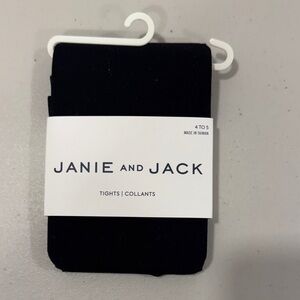 4 TO 5
MADE IN TAIWAN
JANIE AND JACK
TIGHTS | COLLANTS